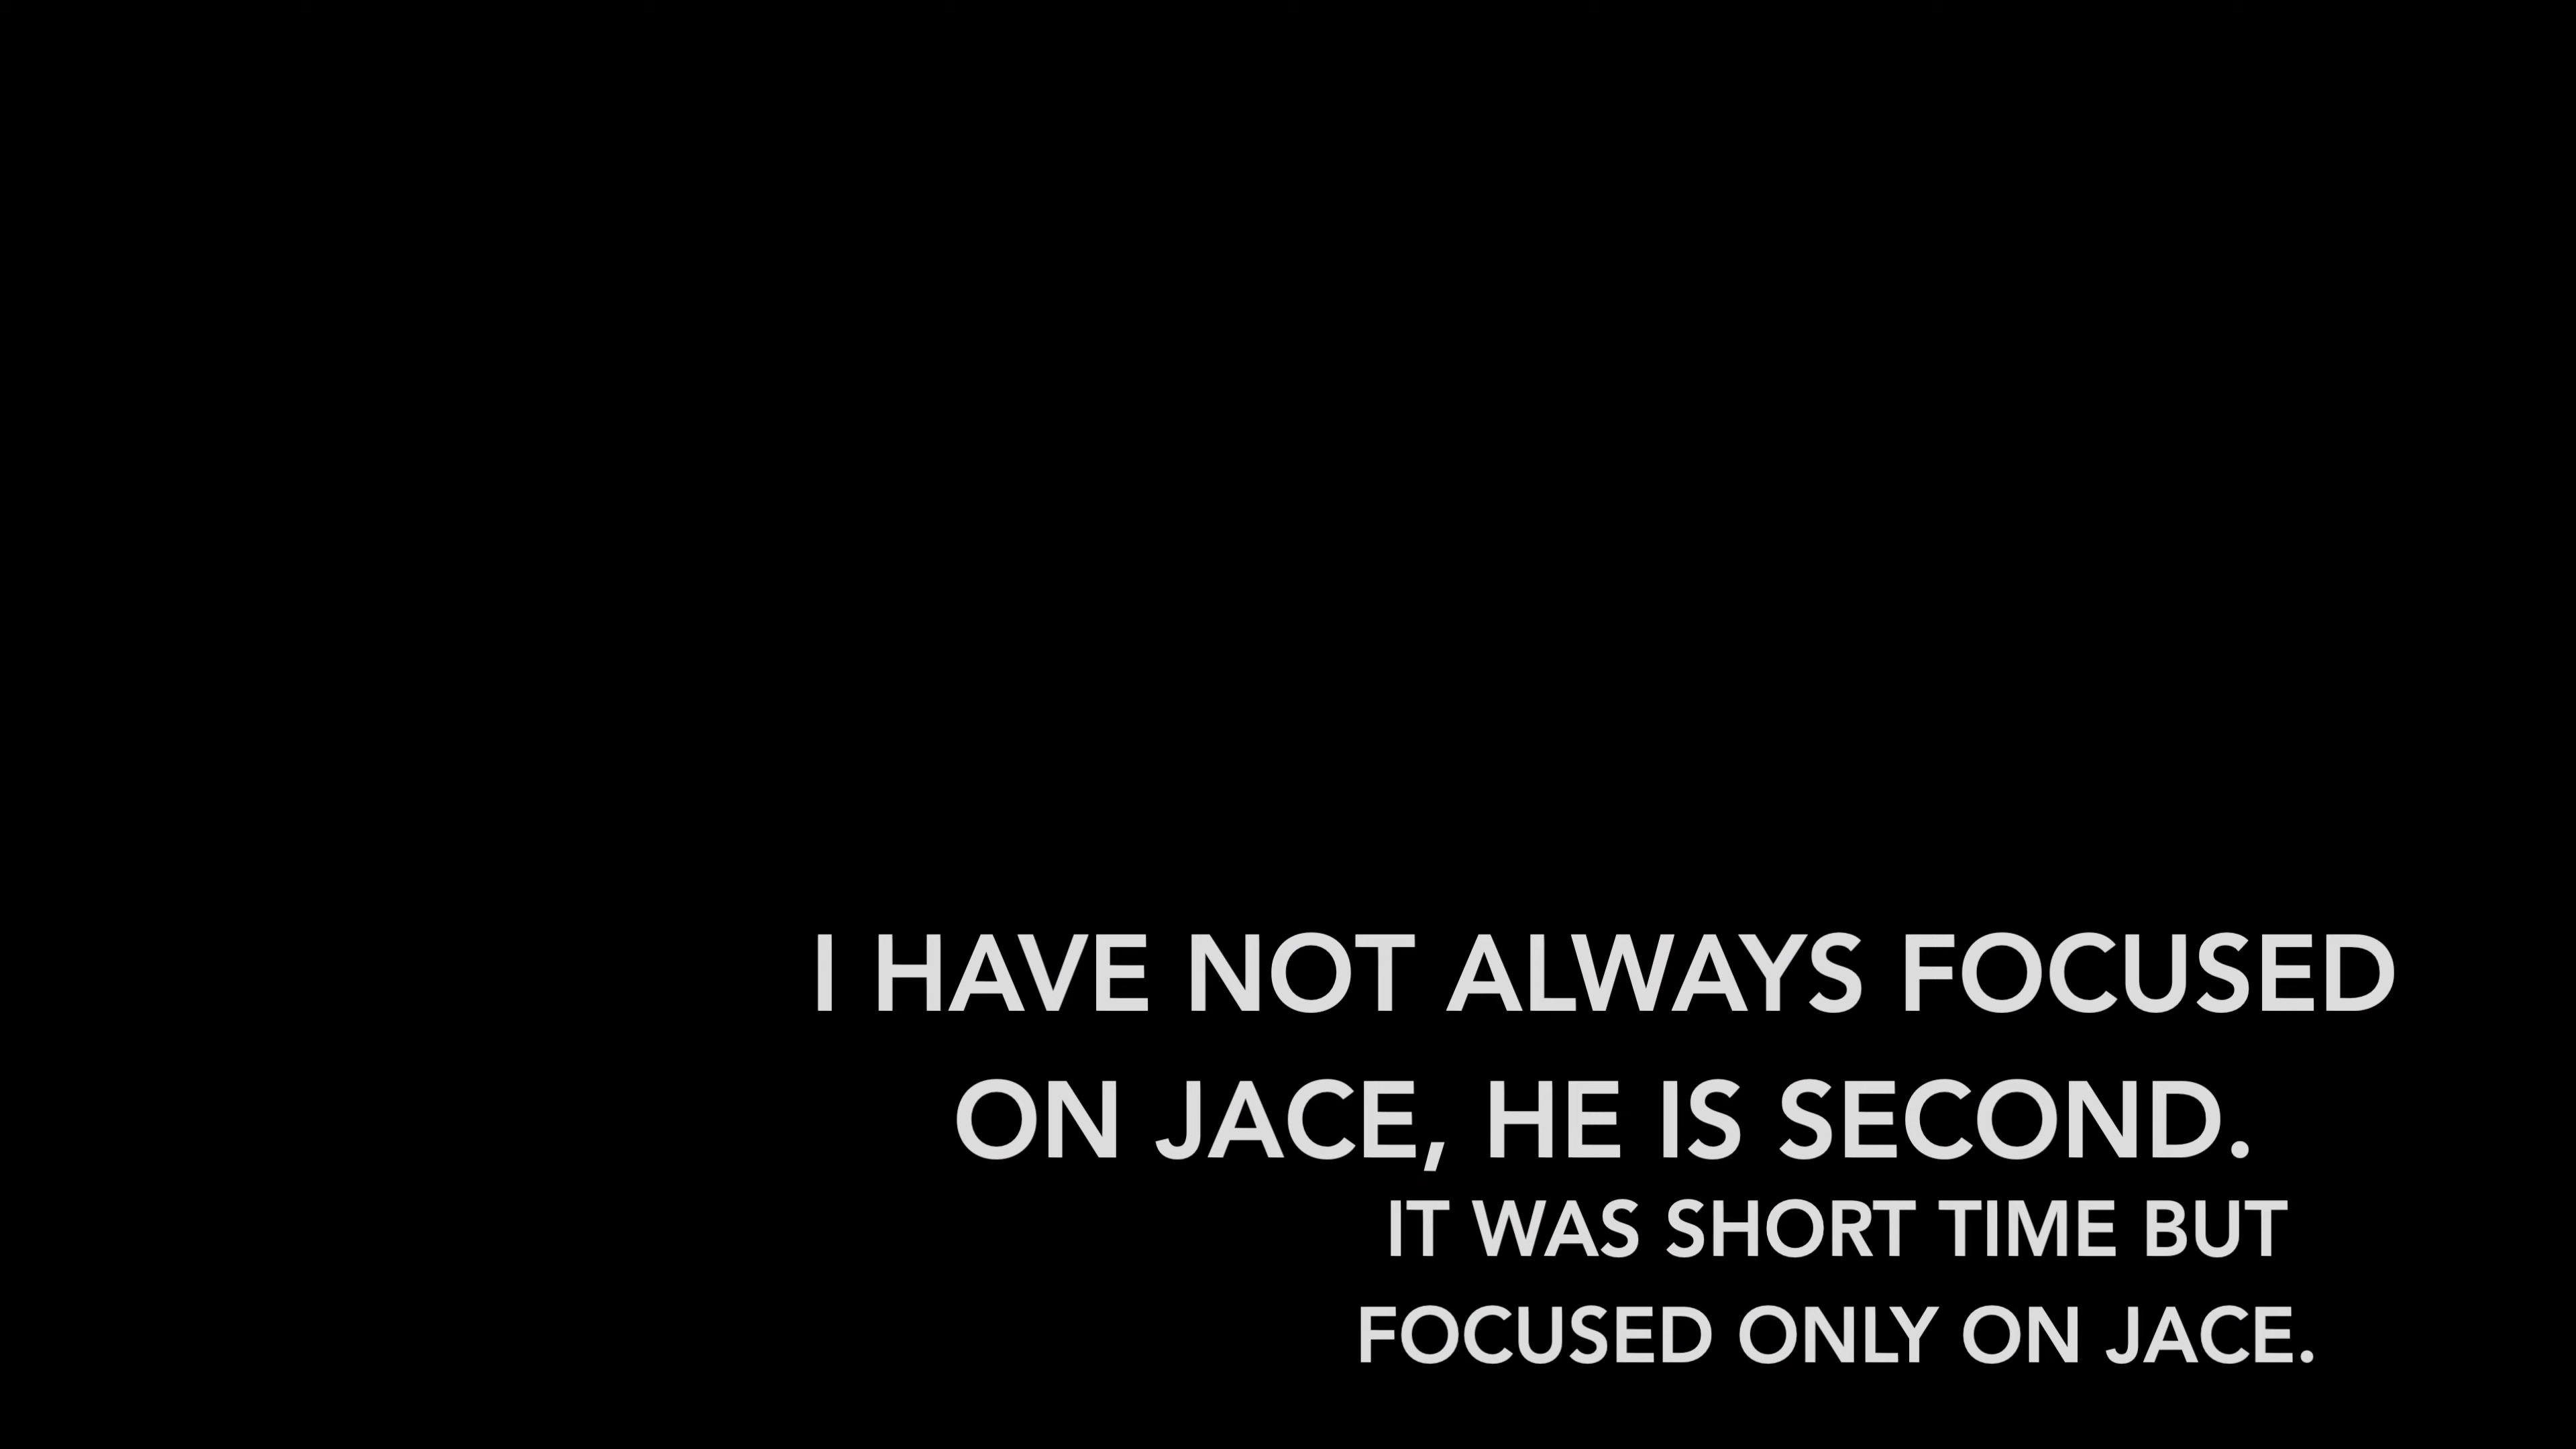 I HAVE NOT ALWAYS FOCUSED
ON JACE, HE IS SECOND.
IT WAS SHORT TIME BUT
FOCUSED ONLY ON JACE.